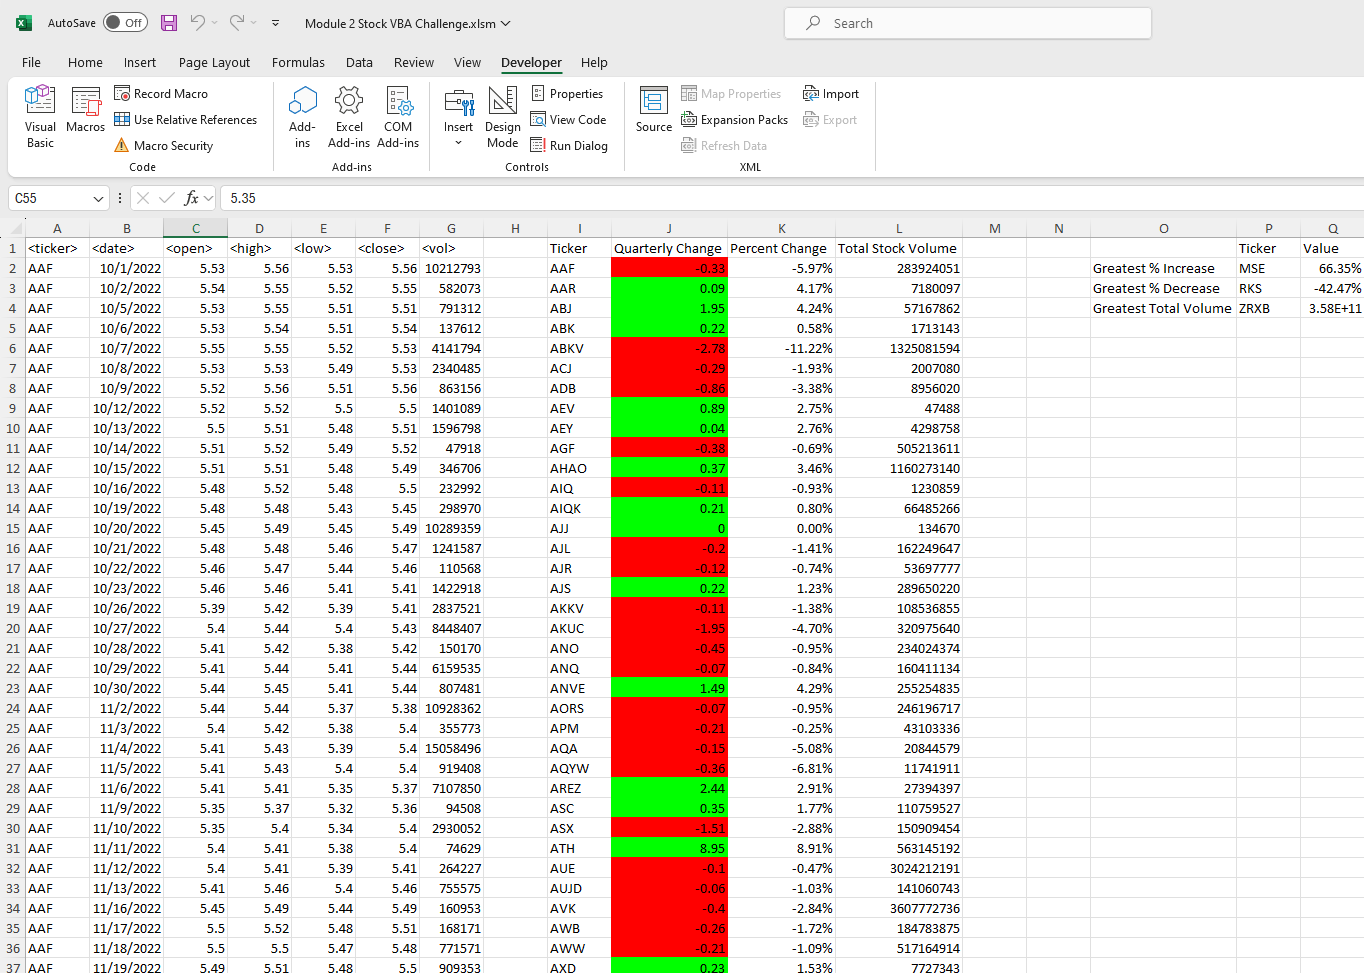 AutoSave Off Module 2 Stock VBA Challenge.xlsm Search
File Home Insert Page Layout Formulas Data Review View Developer Help
Visual Basic
Macros
Record Macro
Use Relative References
Macro Security
Code
Add-ins
Excel Add-ins
COM Add-ins
Add-ins
Insert
Design Mode
Properties
View Code
Run Dialog
Controls
Source
Map Properties
Expansion Packs
Refresh Data
Import
Export
XML
C55 fx 5.35
A B C D E F G H I J K L M N O P Q
1 <ticker> <date> <open> <high> <low> <close> <vol> Ticker Quarterly Change Percent Change Total Stock Volume Ticker Value
2 AAF 10/1/2022 5.53 5.56 5.53 5.56 10212793 AAF -0.33 -5.97% 283924051 Greatest % Increase MSE 66.35%
3 AAF 10/2/2022 5.54 5.55 5.52 5.55 582073 AAR 0.09 4.17% 7180097 Greatest % Decrease RKS -42.47%
4 AAF 10/5/2022 5.53 5.55 5.51 5.51 791312 ABJ 1.95 4.24% 57167862 Greatest Total Volume ZRXB 3.58E+11
5 AAF 10/6/2022 5.53 5.54 5.51 5.54 137612 ABK 0.22 0.58% 1713143
6 AAF 10/7/2022 5.55 5.55 5.52 5.53 4141794 ABKV -2.78 -11.22% 1325081594
7 AAF 10/8/2022 5.53 5.53 5.49 5.53 2340485 ACJ -0.29 -1.93% 2007080
8 AAF 10/9/2022 5.52 5.56 5.51 5.56 863156 ADB -0.86 -3.38% 8956020
9 AAF 10/12/2022 5.52 5.52 5.5 5.5 1401089 AEV 0.89 2.75% 47488
10 AAF 10/13/2022 5.5 5.51 5.48 5.51 1596798 AEY 0.04 2.76% 4298758
11 AAF 10/14/2022 5.51 5.52 5.49 5.52 47918 AGF -0.38 -0.69% 505213611
12 AAF 10/15/2022 5.51 5.51 5.48 5.49 346706 AHAO 0.37 3.46% 1160273140
13 AAF 10/16/2022 5.48 5.52 5.48 5.5 232992 AIQ -0.11 -0.93% 1230859
14 AAF 10/19/2022 5.48 5.48 5.43 5.45 298970 AIQK 0.21 0.80% 66485266
15 AAF 10/20/2022 5.45 5.49 5.45 5.49 10289359 AJJ 0 0.00% 134670
16 AAF 10/21/2022 5.48 5.48 5.46 5.47 1241587 AJL -0.2 -1.41% 162249647
17 AAF 10/22/2022 5.46 5.47 5.44 5.46 110568 AJR -0.12 -0.74% 53697777
18 AAF 10/23/2022 5.46 5.46 5.41 5.41 1422918 AJS 0.22 1.23% 289650220
19 AAF 10/26/2022 5.39 5.42 5.39 5.41 2837521 AKKV -0.11 -1.38% 108536855
20 AAF 10/27/2022 5.4 5.44 5.4 5.43 8448407 AKUC -1.95 -4.70% 320975640
21 AAF 10/28/2022 5.41 5.42 5.38 5.42 150170 ANO -0.45 -0.95% 234024374
22 AAF 10/29/2022 5.41 5.44 5.41 5.44 6159535 ANQ -0.07 -0.84% 160411134
23 AAF 10/30/2022 5.44 5.45 5.41 5.44 807481 ANVE 1.49 4.29% 255254835
24 AAF 11/2/2022 5.44 5.44 5.37 5.38 10928362 AORS -0.07 -0.95% 246196717
25 AAF 11/3/2022 5.4 5.42 5.38 5.4 355773 APM -0.21 -0.25% 43103336
26 AAF 11/4/2022 5.41 5.43 5.39 5.4 15058496 AQA -0.15 -5.08% 20844579
27 AAF 11/5/2022 5.41 5.43 5.4 5.4 919408 AQYW -0.36 -6.81% 11741911
28 AAF 11/6/2022 5.41 5.41 5.35 5.37 7107850 AREZ 2.44 2.91% 27394397
29 AAF 11/9/2022 5.35 5.37 5.32 5.36 94508 ASC 0.35 1.77% 110759527
30 AAF 11/10/2022 5.35 5.4 5.34 5.4 2930052 ASX -1.51 -2.88% 150909454
31 AAF 11/11/2022 5.4 5.41 5.38 5.4 74629 ATH 8.95 8.91% 563145192
32 AAF 11/12/2022 5.4 5.41 5.39 5.41 264227 AUE -0.1 -0.47% 3024212191
33 AAF 11/13/2022 5.41 5.46 5.4 5.46 755575 AUJD -0.06 -1.03% 141060743
34 AAF 11/16/2022 5.45 5.49 5.44 5.49 160953 AVK -0.4 -2.84% 3607772736
35 AAF 11/17/2022 5.5 5.52 5.48 5.51 168171 AWB -0.26 -1.72% 184783875
36 AAF 11/18/2022 5.5 5.5 5.47 5.48 771571 AWW -0.21 -1.09% 517164914
37 AAF 11/19/2022 5.49 5.51 5.48 5.5 909353 AXD 0.23 1.53% 7727343